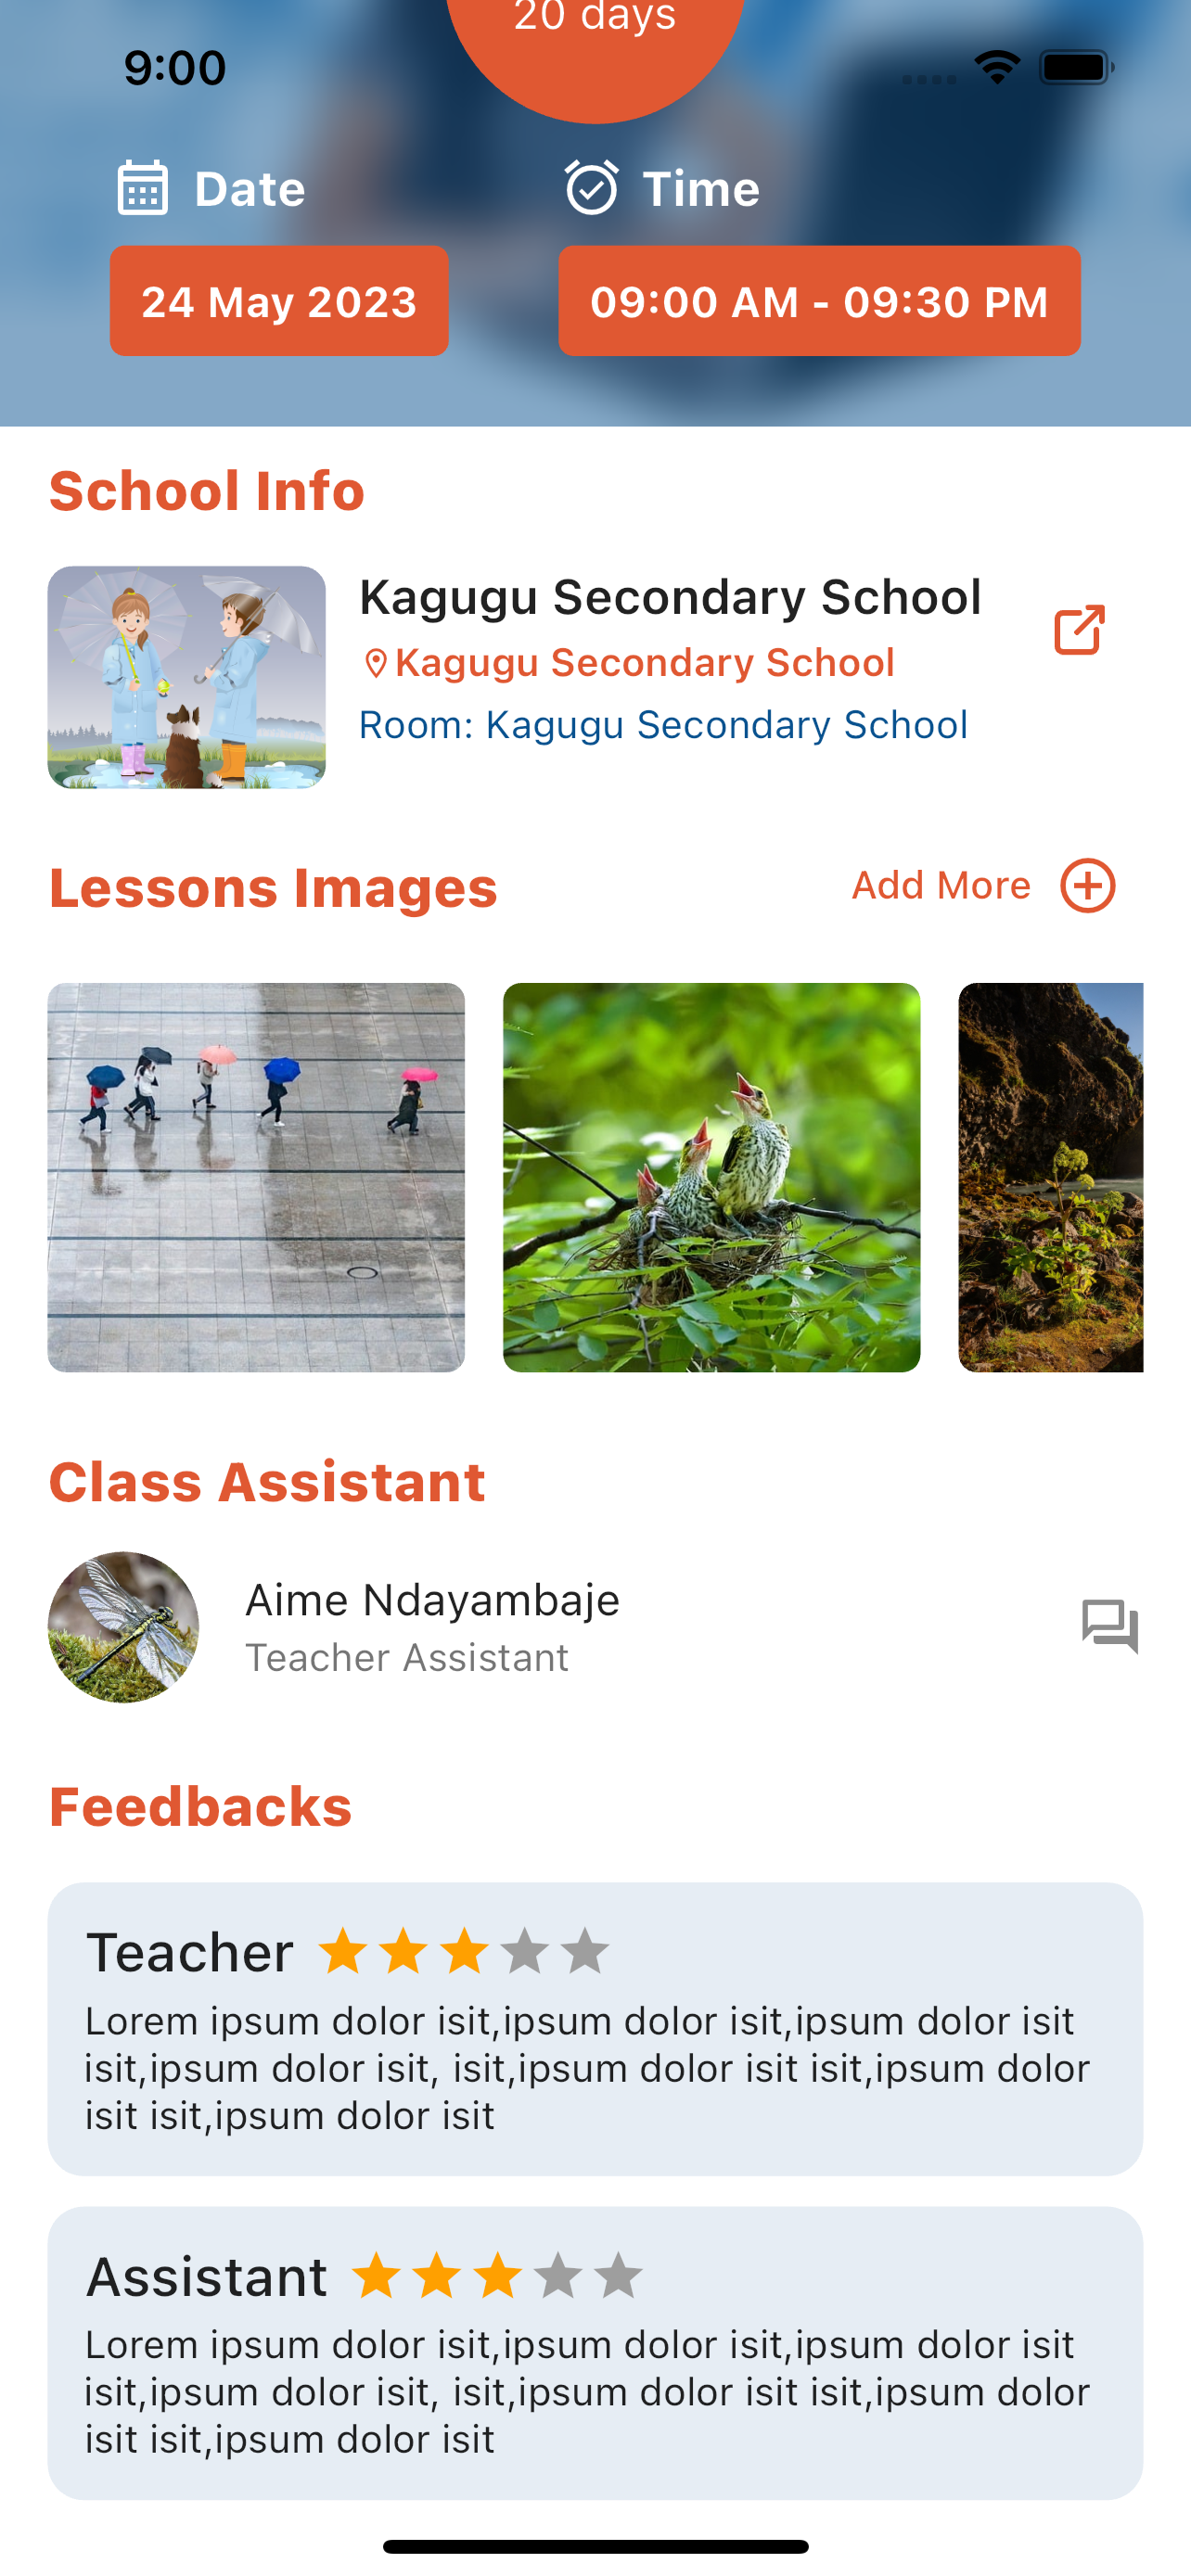 20 days
9:00
Date
Time
24 May 2023
09:00 AM - 09:30 PM
School Info
Kagugu Secondary School
Kagugu Secondary School
Room: Kagugu Secondary School
Lessons Images
Add More
Class Assistant
Aime Ndayambaje
Teacher Assistant
Feedbacks
Teacher
Lorem ipsum dolor isit,ipsum dolor isit,ipsum dolor isit
isit,ipsum dolor isit, isit,ipsum dolor isit isit,ipsum dolor
isit isit,ipsum dolor isit
Assistant
Lorem ipsum dolor isit,ipsum dolor isit,ipsum dolor isit
isit,ipsum dolor isit, isit,ipsum dolor isit isit,ipsum dolor
isit isit,ipsum dolor isit